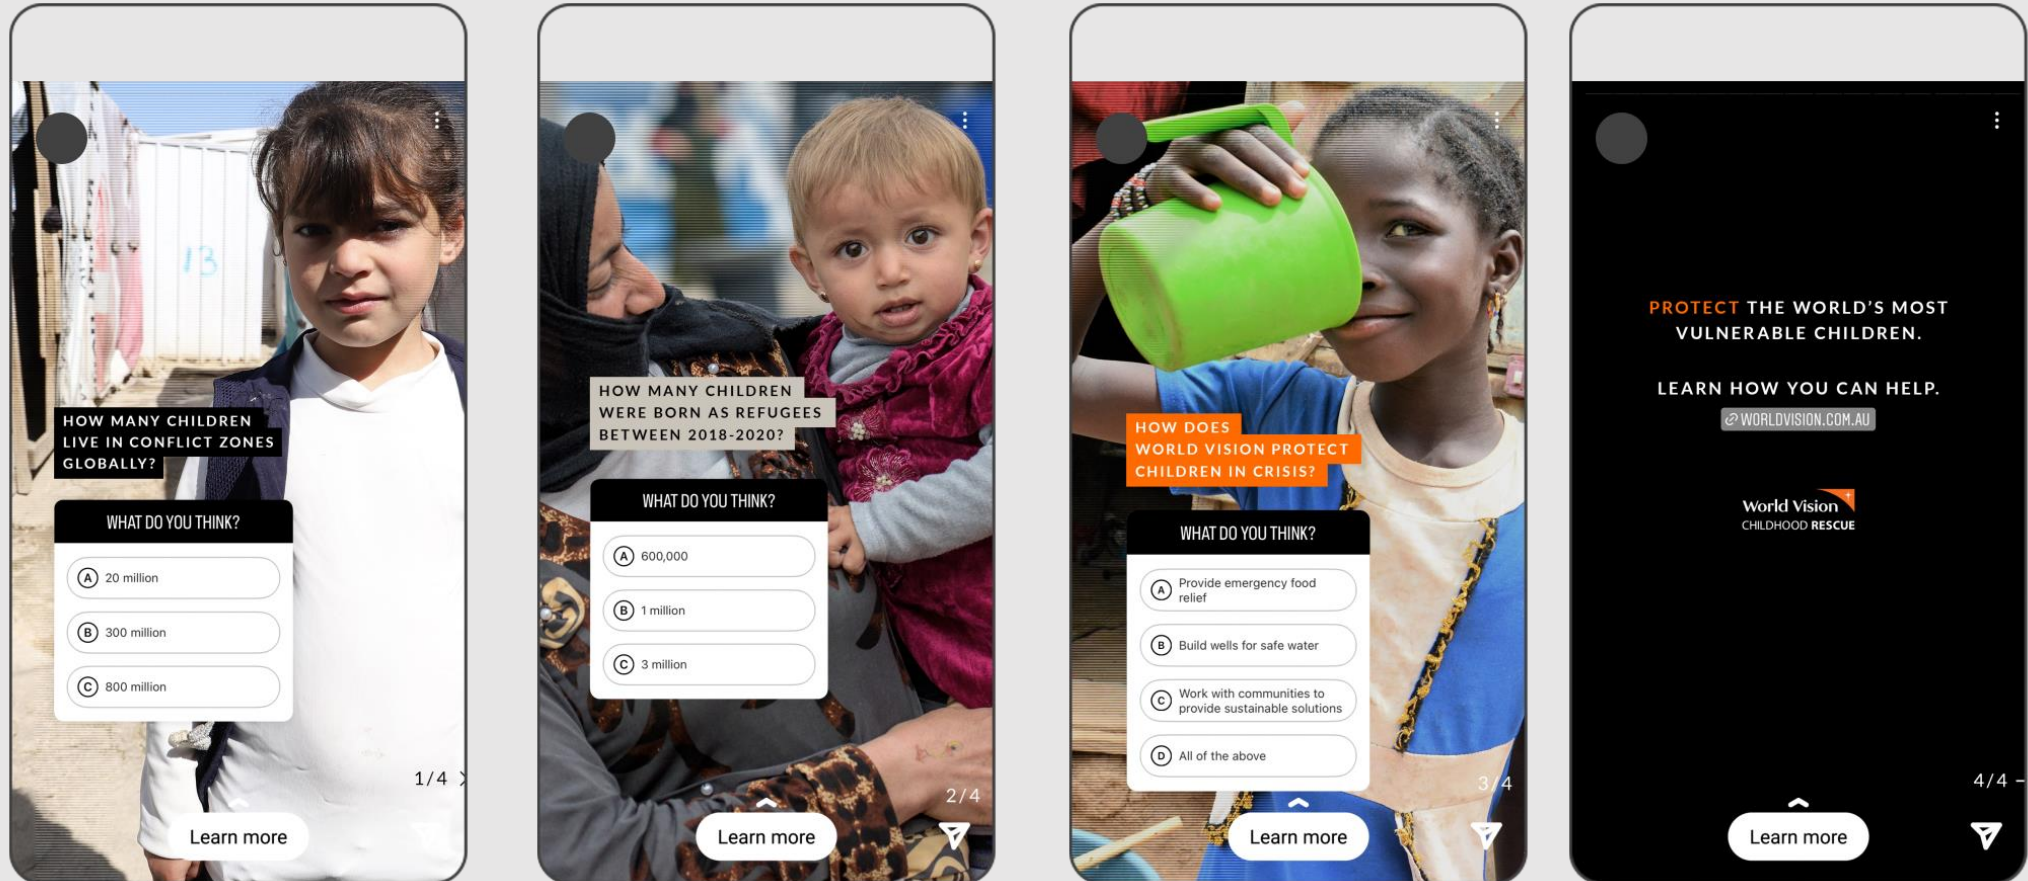 13
HOW MANY CHILDREN
LIVE IN CONFLICT ZONES
GLOBALLY?
WHAT DO YOU THINK?
A 20 million
B 300 million
C 800 million
1/4
Learn more
HOW MANY CHILDREN
WERE BORN AS REFUGEES
BETWEEN 2018-2020?
WHAT DO YOU THINK?
A 600,000
B 1 million
C 3 million
2/4
Learn more
HOW DOES
WORLD VISION PROTECT
CHILDREN IN CRISIS?
WHAT DO YOU THINK?
A Provide emergency food
relief
B Build wells for safe water
C Work with communities to
provide sustainable solutions
D All of the above
3/4
Learn more
PROTECT THE WORLD'S MOST
VULNERABLE CHILDREN.
LEARN HOW YOU CAN HELP.
WORLDVISION.COM.AU
World Vision
CHILDHOOD RESCUE
4/4
Learn more